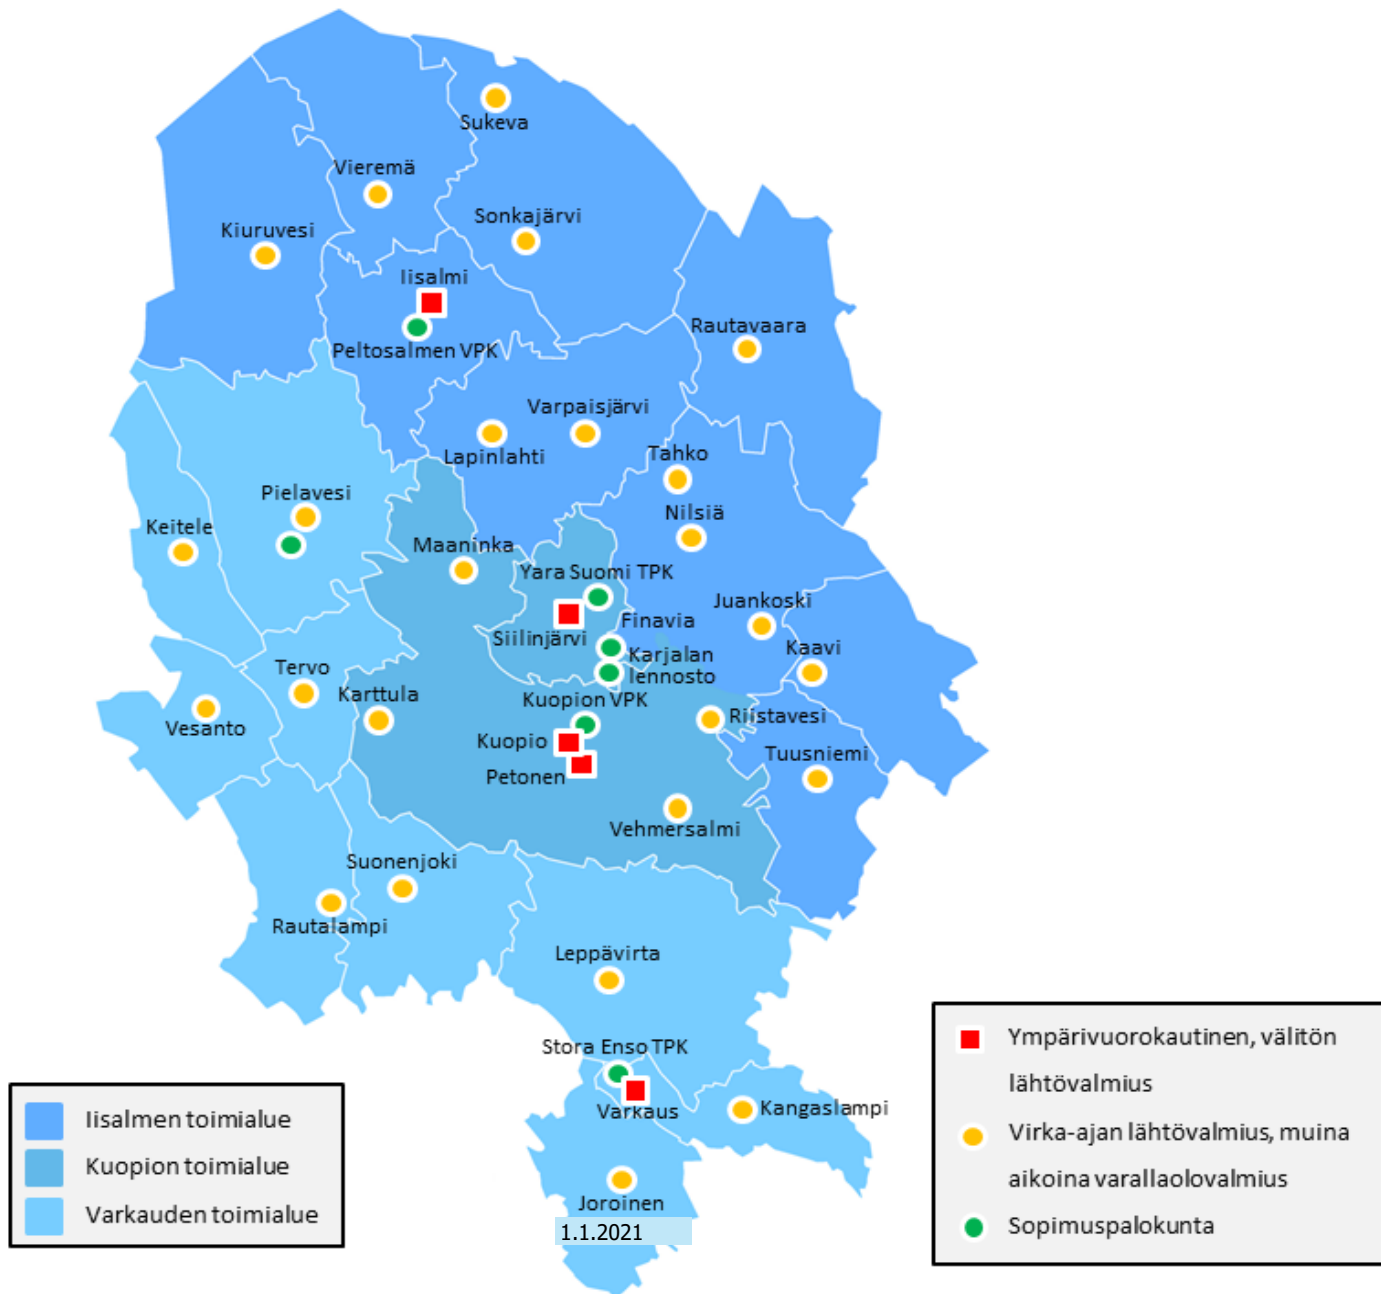 Sukeva
Vieremä
Sonkajärvi
Kiuruvesi
Iisalmi
Rautavaara
Peltosalmen VPK
Varpaisjärvi
Lapinlahti
Tahko
Pielavesi
Nilsiä
Keitele
Maaninka
Yara Suomi TPK
Juankoski
Finavia
Siilinjärvi
Karjalan
lennosto
Kaavi
Tervo
Karttula
Kuopion VPK
Vesanto
Riistavesi
Kuopio
Tuusniemi
Petonen
Vehmersalmi
Suonenjoki
Rautalampi
Leppävirta
Stora Enso TPK
Varkaus
Kangaslampi
Joroinen
1.1.2021
Iisalmen toimialue
Kuopion toimialue
Varkauden toimialue
Ympärivuorokautinen, välitön
lähtövalmius
Virka-ajan lähtövalmius, muina
aikoina varallaolovalmius
Sopimuspalokunta